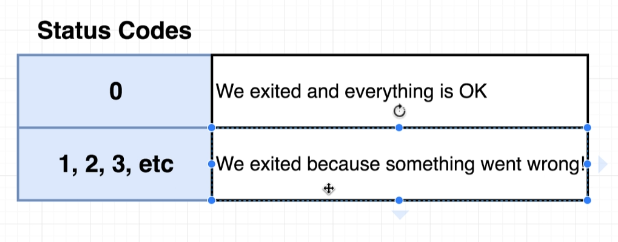 Status Codes
0
We exited and everything is OK
1, 2, 3, etc
We exited because something went wrong!